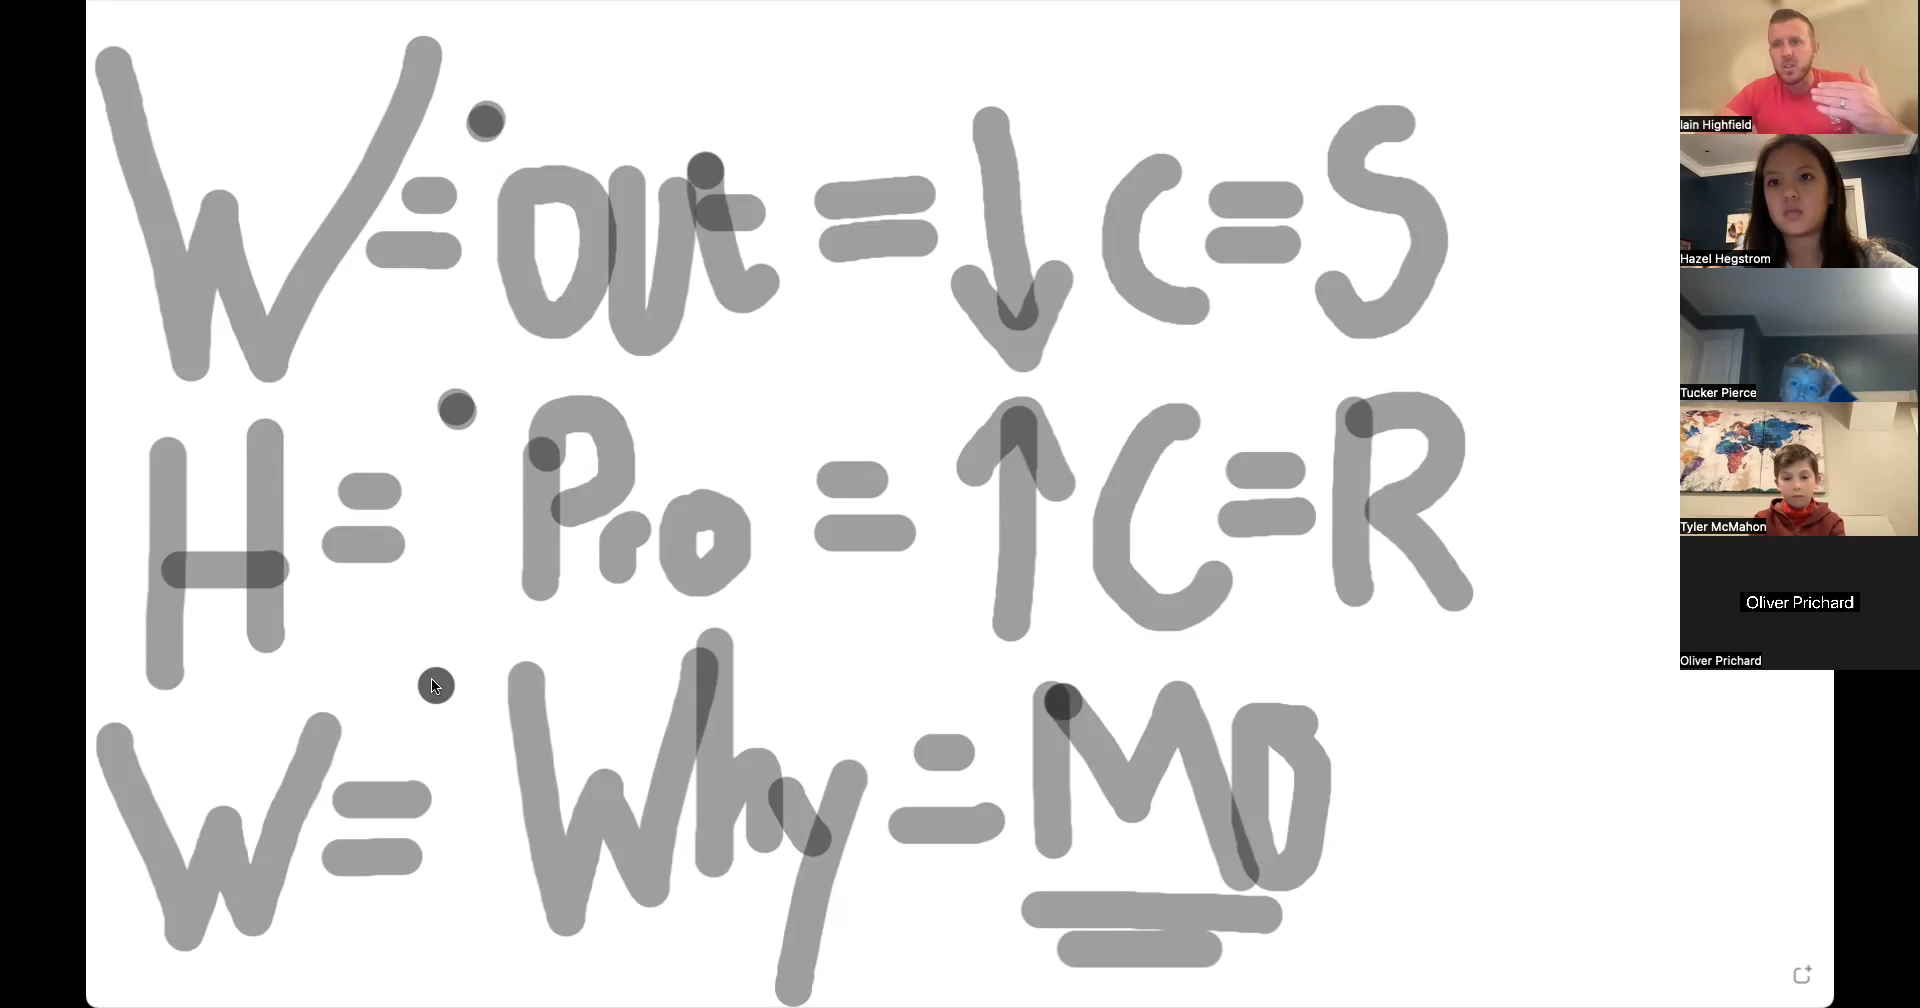 W = Out = ↓ C = S
H = Pro = ↑ C = R
W = Why = MO
Iain Highfield
Hazel Hegstrom
Tucker Pierce
Tyler McMahon
Oliver Prichard
Oliver Prichard